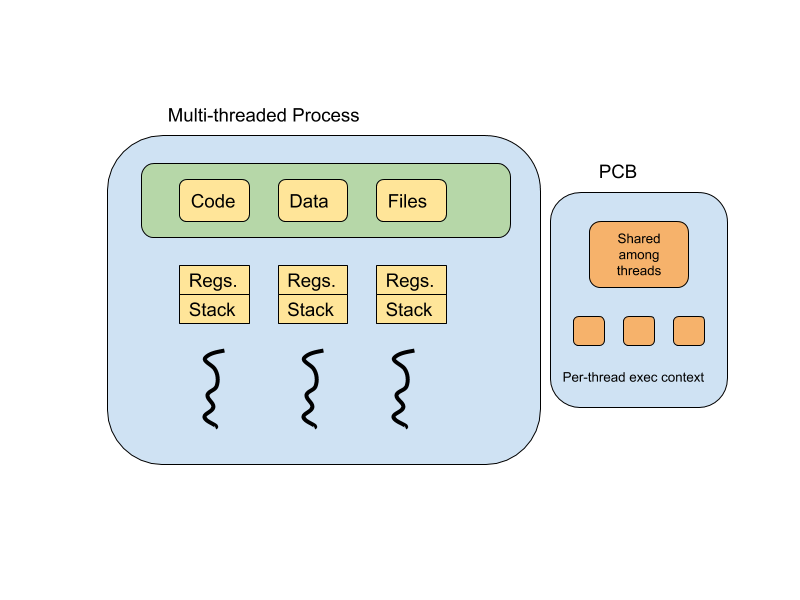 Multi-threaded Process
Code Data Files
Regs. Regs. Regs.
Stack Stack Stack
PCB
Shared
among
threads
Per-thread exec context